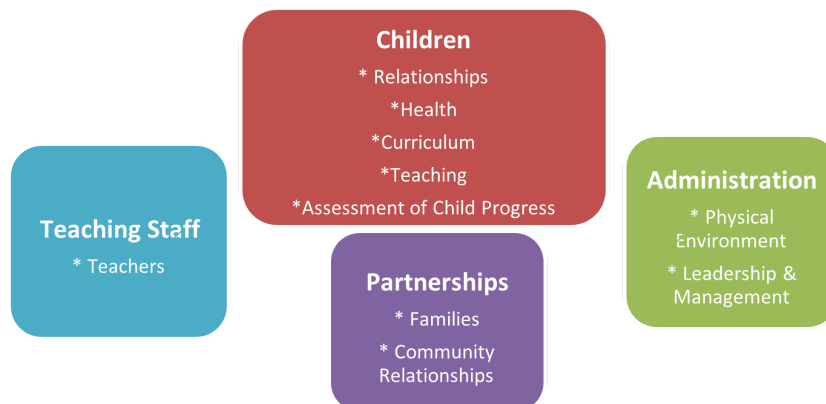 Children
* Relationships
*Health
*Curriculum
*Teaching
*Assessment of Child Progress
Teaching Staff
* Teachers
Administration
* Physical
Environment
* Leadership &
Management
Partnerships
* Families
* Community
Relationships